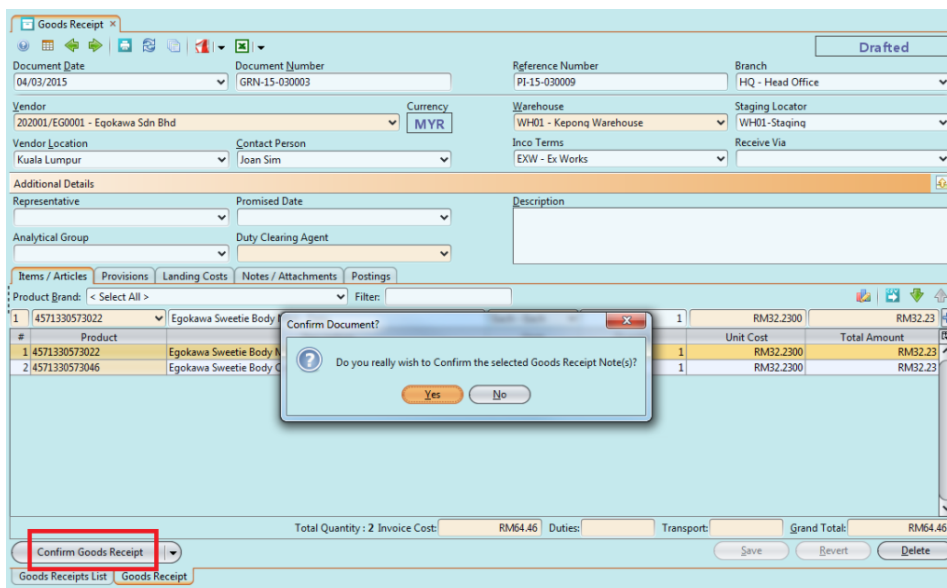 Goods Receipt ×
Drafted
Document Date
Document Number
Reference Number
Branch
04/03/2015
GRN-15-030003
PI-15-030009
HQ - Head Office
Vendor
Currency
Warehouse
Staging Locator
202001/EG0001 - Egokawa Sdn Bhd
MYR
WH01 - Kepong Warehouse
WH01-Staging
Vendor Location
Contact Person
Inco Terms
Receive Via
Kuala Lumpur
Joan Sim
EXW - Ex Works
Additional Details
Representative
Promised Date
Description
Analytical Group
Duty Clearing Agent
Items / Articles
Provisions
Landing Costs
Notes / Attachments
Postings
Product Brand: < Select All >
Filter:
1 4571330573022 Egokawa Sweetie Body 1 RM32.2300 RM32.23
# Product Unit Cost Total Amount
1 4571330573022 Egokawa Sweetie Body 1 RM32.2300 RM32.23
2 4571330573046 Egokawa Sweetie Body 1 RM32.2300 RM32.23
Confirm Document?
Do you really wish to Confirm the selected Goods Receipt Note(s)?
Yes
No
Total Quantity : 2 Invoice Cost: RM64.46 Duties: Transport: Grand Total: RM64.46
Confirm Goods Receipt
Save
Revert
Delete
Goods Receipts List
Goods Receipt